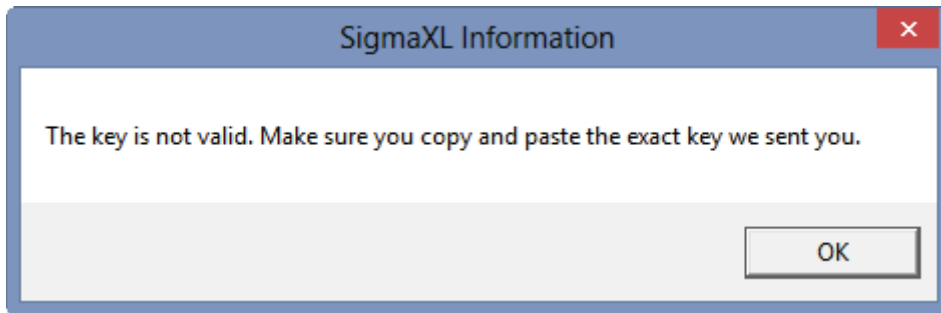 SigmaXL Information
The key is not valid. Make sure you copy and paste the exact key we sent you.
OK